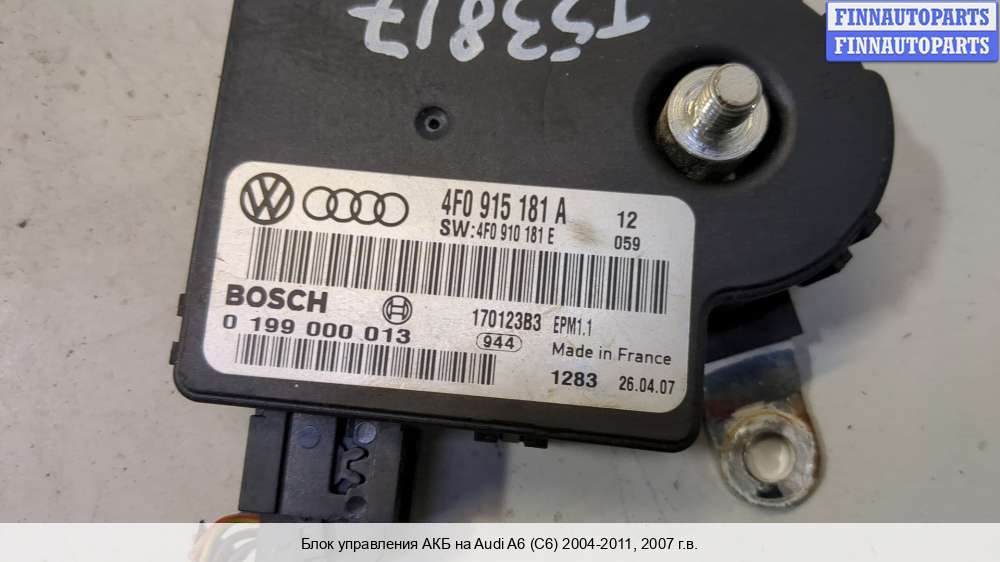 T53817
FINNAUTOPARTS
FINNAUTOPARTS
4F0 915 181 A 12
SW:4F0 910 181 E 059
BOSCH 170123B3 EPM1.1
0 199 000 013 944 Made in France
1283 26.04.07
Блок управления АКБ на Audi A6 (C6) 2004-2011, 2007 г.в.